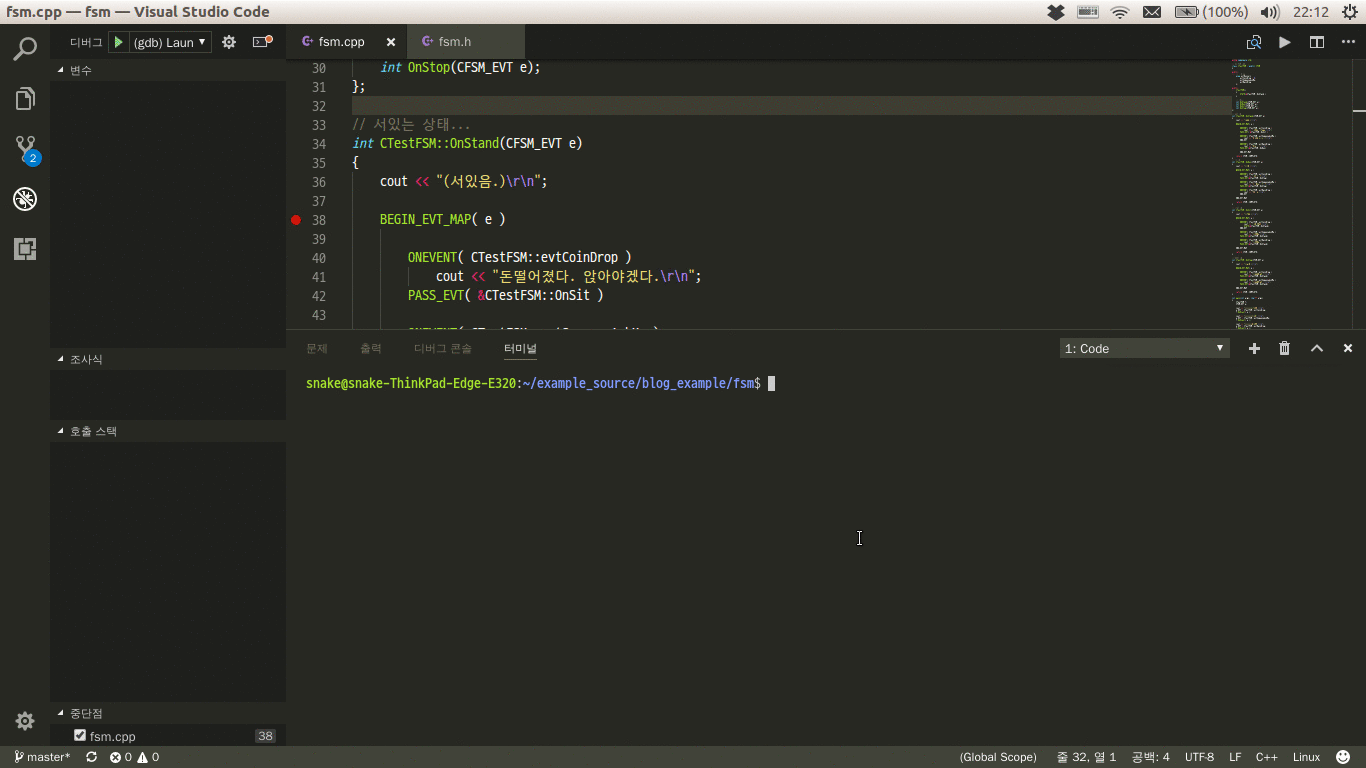 fsm.cpp — fsm — Visual Studio Code
(100%)
22:12
디버그
(gdb) Laun
fsm.cpp
fsm.h
변수
30 int OnStop(CFSM_EVT e);
31 };
32
33 // 서있는 상태...
34 int CTestFSM::OnStand(CFSM_EVT e)
35 {
36 cout << "(서있음.)\r\n";
37
38 BEGIN_EVT_MAP( e )
39
40 ONEVENT( CTestFSM::evtCoinDrop )
41 cout << "돈떨어졌다. 앉아야겠다.\r\n";
42 PASS_EVT( &CTestFSM::OnSit )
43
2
조사식
호출 스택
중단점
fsm.cpp 38
문제 출력 디버그 콘솔 터미널
1: Code
snake@snake-ThinkPad-Edge-E320:~/example_source/blog_example/fsm$
master* 0 0
(Global Scope) 줄 32, 열 1 공백: 4 UTF-8 LF C++ Linux